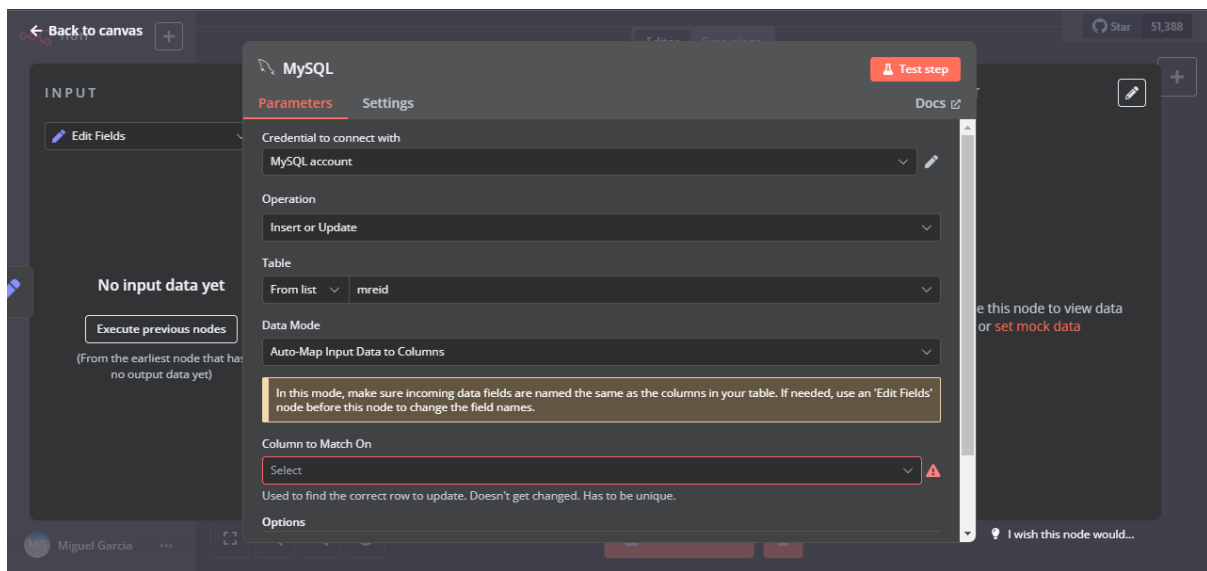 Back to canvas
Star 51,388
MySQL
Test step
INPUT
Parameters Settings Docs
Edit Fields
Credential to connect with
MySQL account
Operation
Insert or Update
Table
No input data yet
From list mreid
Execute previous nodes
(From the earliest node that has
no output data yet)
e this node to view data
or set mock data
Data Mode
Auto-Map Input Data to Columns
In this mode, make sure incoming data fields are named the same as the columns in your table. If needed, use an 'Edit Fields'
node before this node to change the field names.
Column to Match On
Select
Used to find the correct row to update. Doesn't get changed. Has to be unique.
Options
MG Miguel Garcia
I wish this node would...